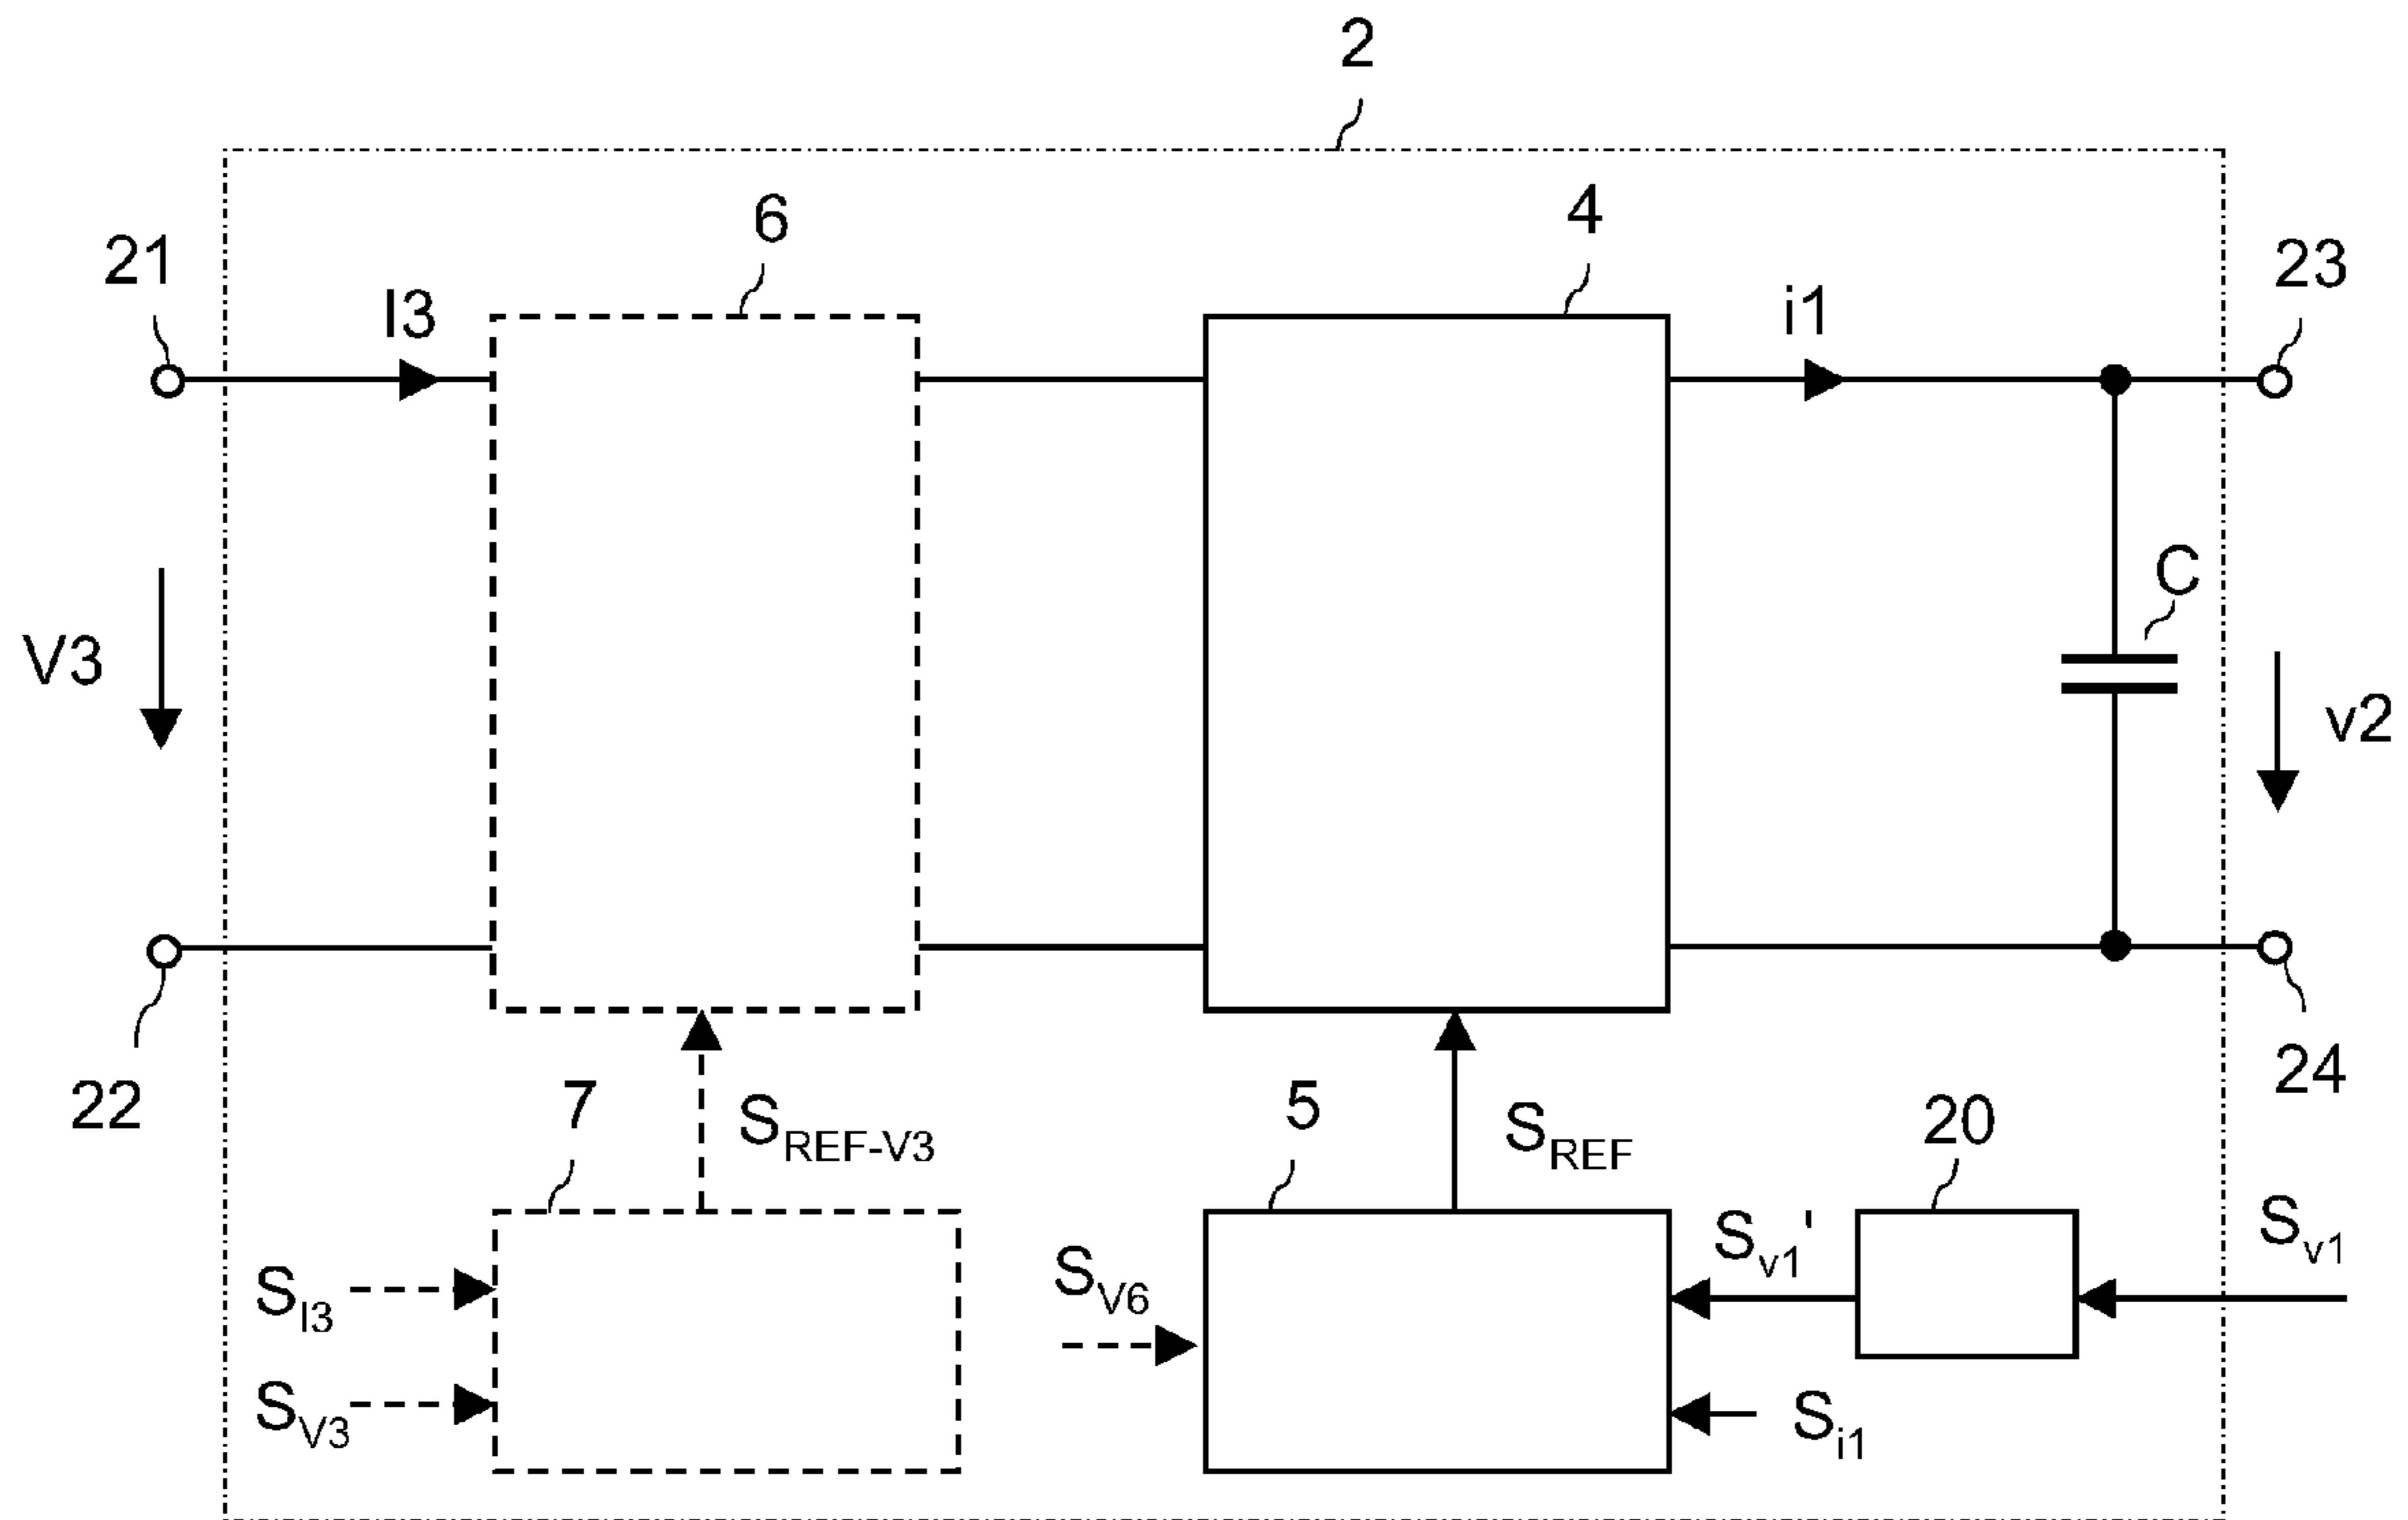 2
6
4
21
23
I3
i1
C
V3
v2
22
7
S_REF-V3
5
S_REF
20
24
S_v1'
S_v1
S_I3
S_V6
S_V3
S_i1